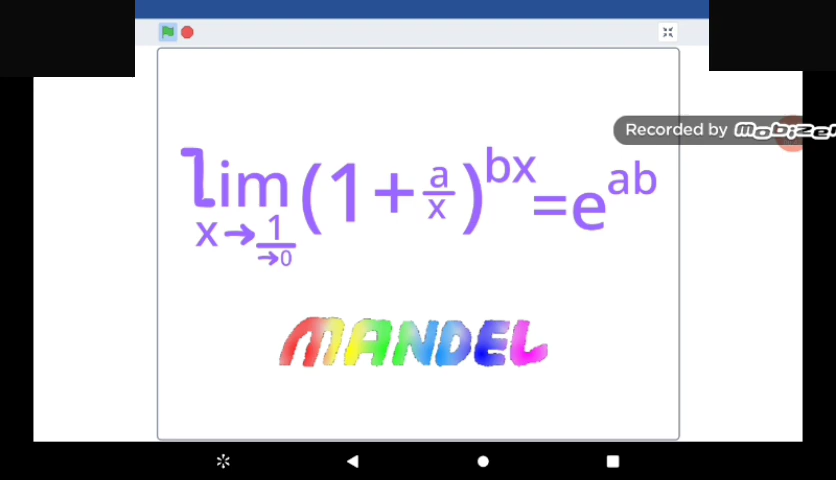 Recorded by mobizen
lim(1+a/x)^bx=e^ab
x→1/→0
MANDEL